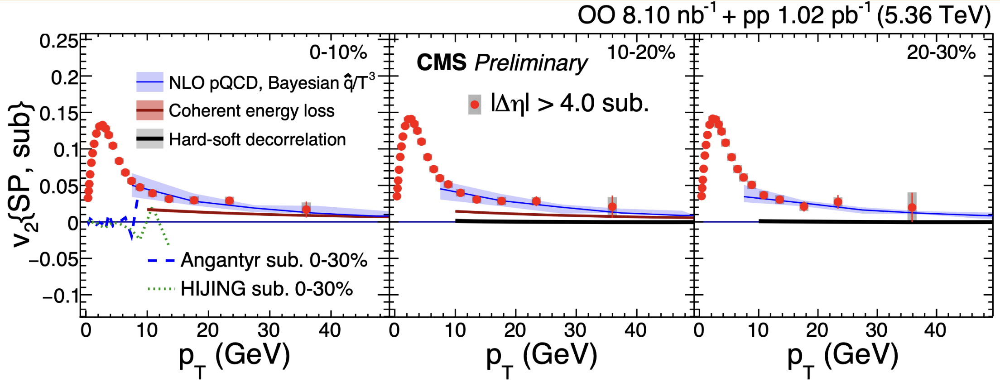 OO 8.10 nb⁻¹ + pp 1.02 pb⁻¹ (5.36 TeV)
v₂{SP, sub}
0.25
0.2
0.15
0.1
0.05
0
−0.05
−0.1
0-10%
NLO pQCD, Bayesian q̂/T³
Coherent energy loss
Hard-soft decorrelation
Angantyr sub. 0-30%
HIJING sub. 0-30%
0 10 20 30 40
p_T (GeV)
10-20%
CMS Preliminary
|Δη| > 4.0 sub.
0 10 20 30 40
p_T (GeV)
20-30%
0 10 20 30 40
p_T (GeV)